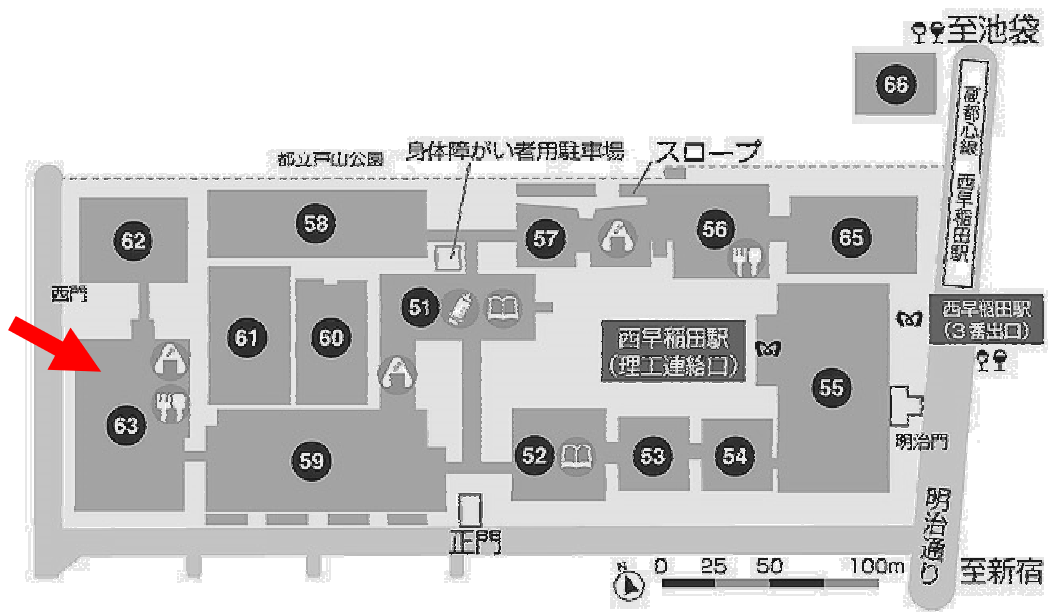 至池袋
66
副都心線 西早稲田駅
都立戸山公園
身体障がい者用駐車場
スロープ
62
58
57
56
65
西門
51
61
60
西早稲田駅
(理工連絡口)
西早稲田駅
(3番出口)
55
63
59
52
53
54
明治門
正門
明治通り
N
0 25 50 100m
至新宿